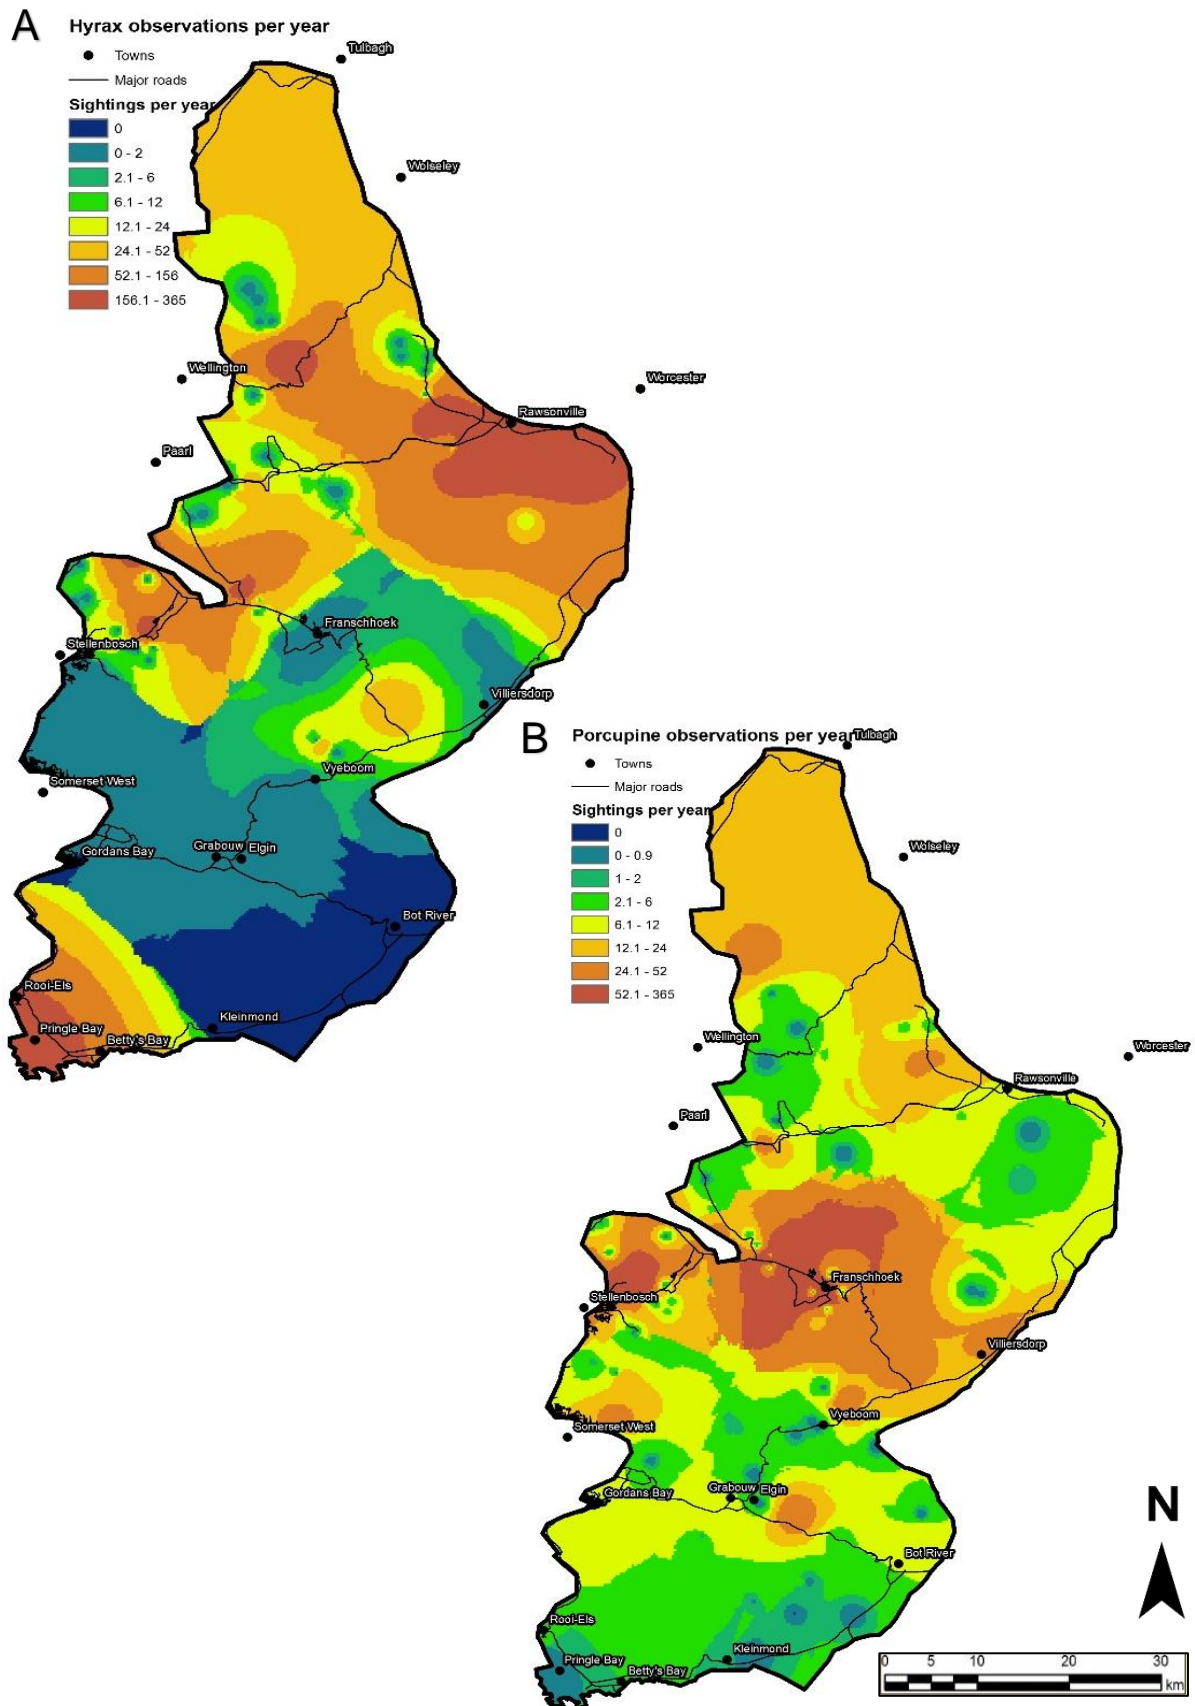 A
Hyrax observations per year
Towns
Major roads
Sightings per year
0
0 - 2
2.1 - 6
6.1 - 12
12.1 - 24
24.1 - 52
52.1 - 156
156.1 - 365
Tulbagh
Wolseley
Wellington
Worcester
Rawsonville
Paarl
Franschhoek
Stellenbosch
Villiersdorp
Vyeboom
Somerset West
Grabouw
Elgin
Gordans Bay
Bot River
Rooi-Els
Kleinmond
Pringle Bay
Betty's Bay
B
Porcupine observations per year
Towns
Major roads
Sightings per year
0
0 - 0.9
1 - 2
2.1 - 6
6.1 - 12
12.1 - 24
24.1 - 52
52.1 - 365
Tulbagh
Wolseley
Wellington
Worcester
Rawsonville
Paarl
Franschhoek
Stellenbosch
Villiersdorp
Vyeboom
Somerset West
Grabouw
Elgin
Gordans Bay
Bot River
Rooi-Els
Kleinmond
Pringle Bay
Betty's Bay
N
0 5 10 20 30
km